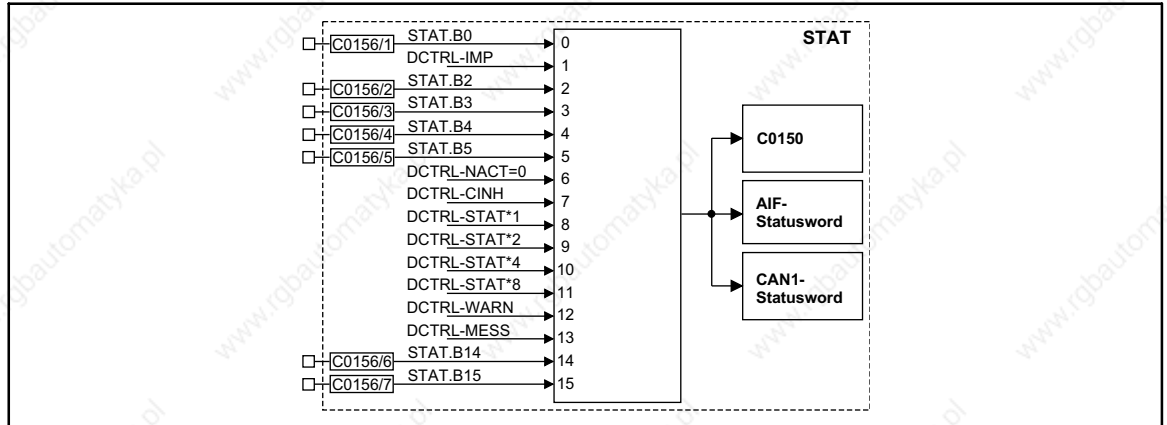 STAT
C0156/1 STAT.B0 0
DCTRL-IMP 1
C0156/2 STAT.B2 2
C0156/3 STAT.B3 3
C0156/4 STAT.B4 4
C0156/5 STAT.B5 5
DCTRL-NACT=0 6
DCTRL-CINH 7
DCTRL-STAT*1 8
DCTRL-STAT*2 9
DCTRL-STAT*4 10
DCTRL-STAT*8 11
DCTRL-WARN 12
DCTRL-MESS 13
C0156/6 STAT.B14 14
C0156/7 STAT.B15 15
C0150
AIF-
Statusword
CAN1-
Statusword
www.rgbautomatyka.pl